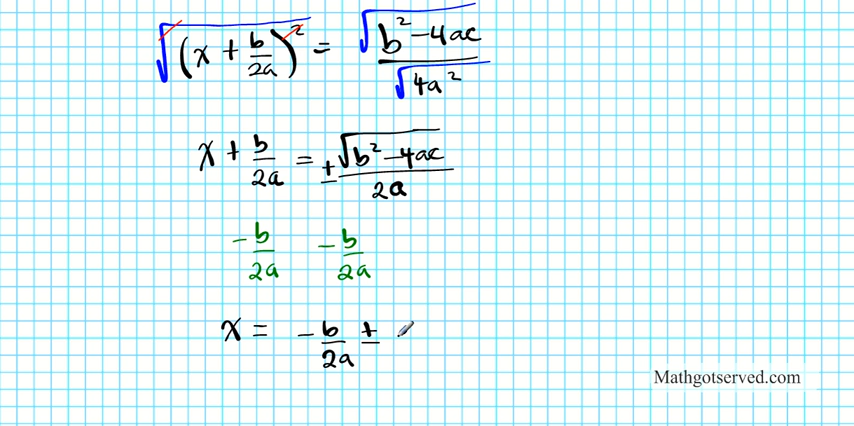 √(x + b/2a)² = √b² - 4ac / √4a²
x + b/2a = ± √b² - 4ac / 2a
- b/2a - b/2a
x = - b/2a ±
Mathgotserved.com